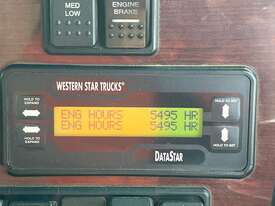 MED
LOW
ENGINE
BRAKE
WESTERN STAR TRUCKS™
HOLD TO
EXPAND
HOLD TO
EXPAND
ENG HOURS 5495 HR
ENG HOURS 5495 HR
HOLD TO SET
HOLD TO SET
DATASTAR